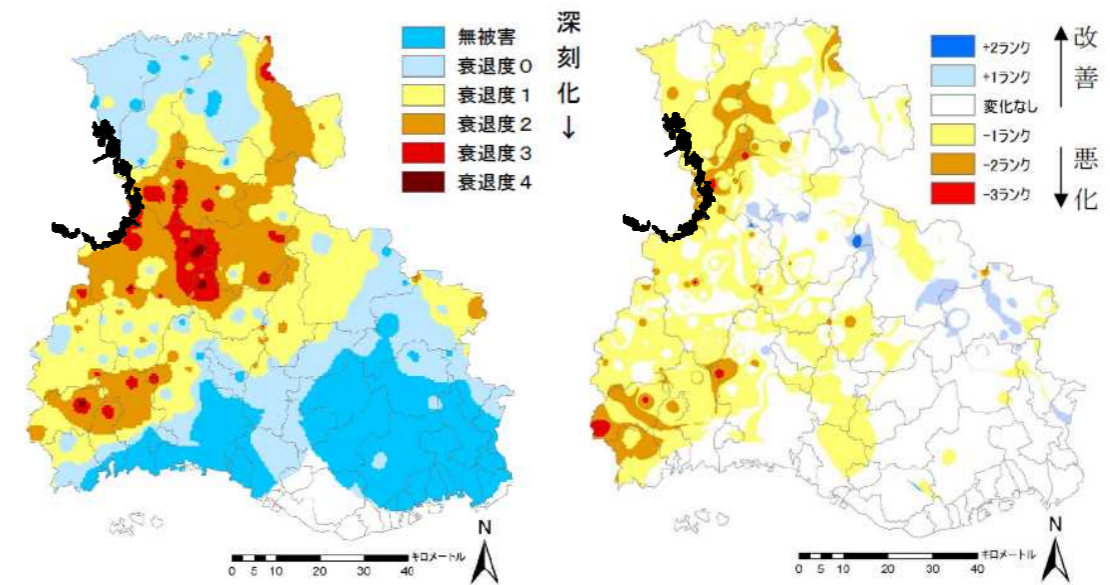 無被害
衰退度0
衰退度1
衰退度2
衰退度3
衰退度4
深刻化↓
N
キロメートル
0 5 10 20 30 40
+2ランク
+1ランク
変化なし
-1ランク
-2ランク
-3ランク
改善
悪化
N
キロメートル
0 5 10 20 30 40